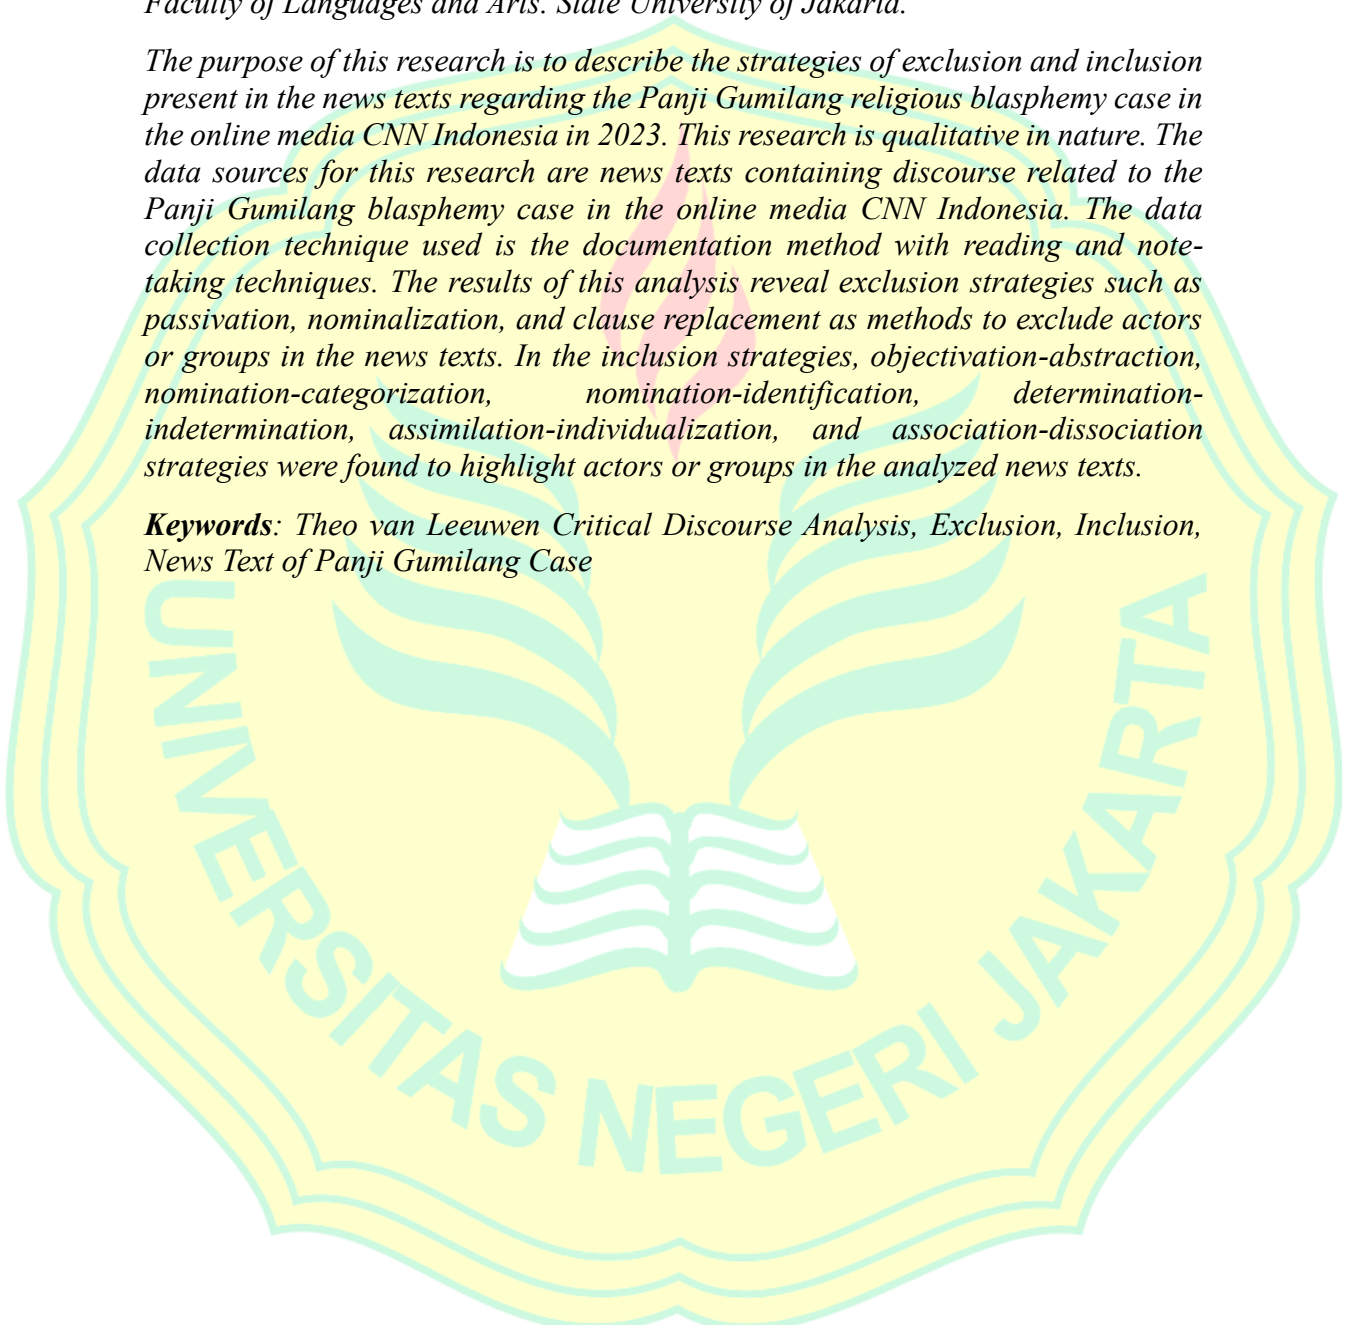 Faculty of Languages and Arts. State University of Jakarta.
The purpose of this research is to describe the strategies of exclusion and inclusion
present in the news texts regarding the Panji Gumilang religious blasphemy case in
the online media CNN Indonesia in 2023. This research is qualitative in nature. The
data sources for this research are news texts containing discourse related to the
Panji Gumilang blasphemy case in the online media CNN Indonesia. The data
collection technique used is the documentation method with reading and note-
taking techniques. The results of this analysis reveal exclusion strategies such as
passivation, nominalization, and clause replacement as methods to exclude actors
or groups in the news texts. In the inclusion strategies, objectivation-abstraction,
nomination-categorization, nomination-identification, determination-
indetermination, assimilation-individualization, and association-dissociation
strategies were found to highlight actors or groups in the analyzed news texts.
Keywords: Theo van Leeuwen Critical Discourse Analysis, Exclusion, Inclusion,
News Text of Panji Gumilang Case
UNIVERSITAS NEGERI JAKARTA